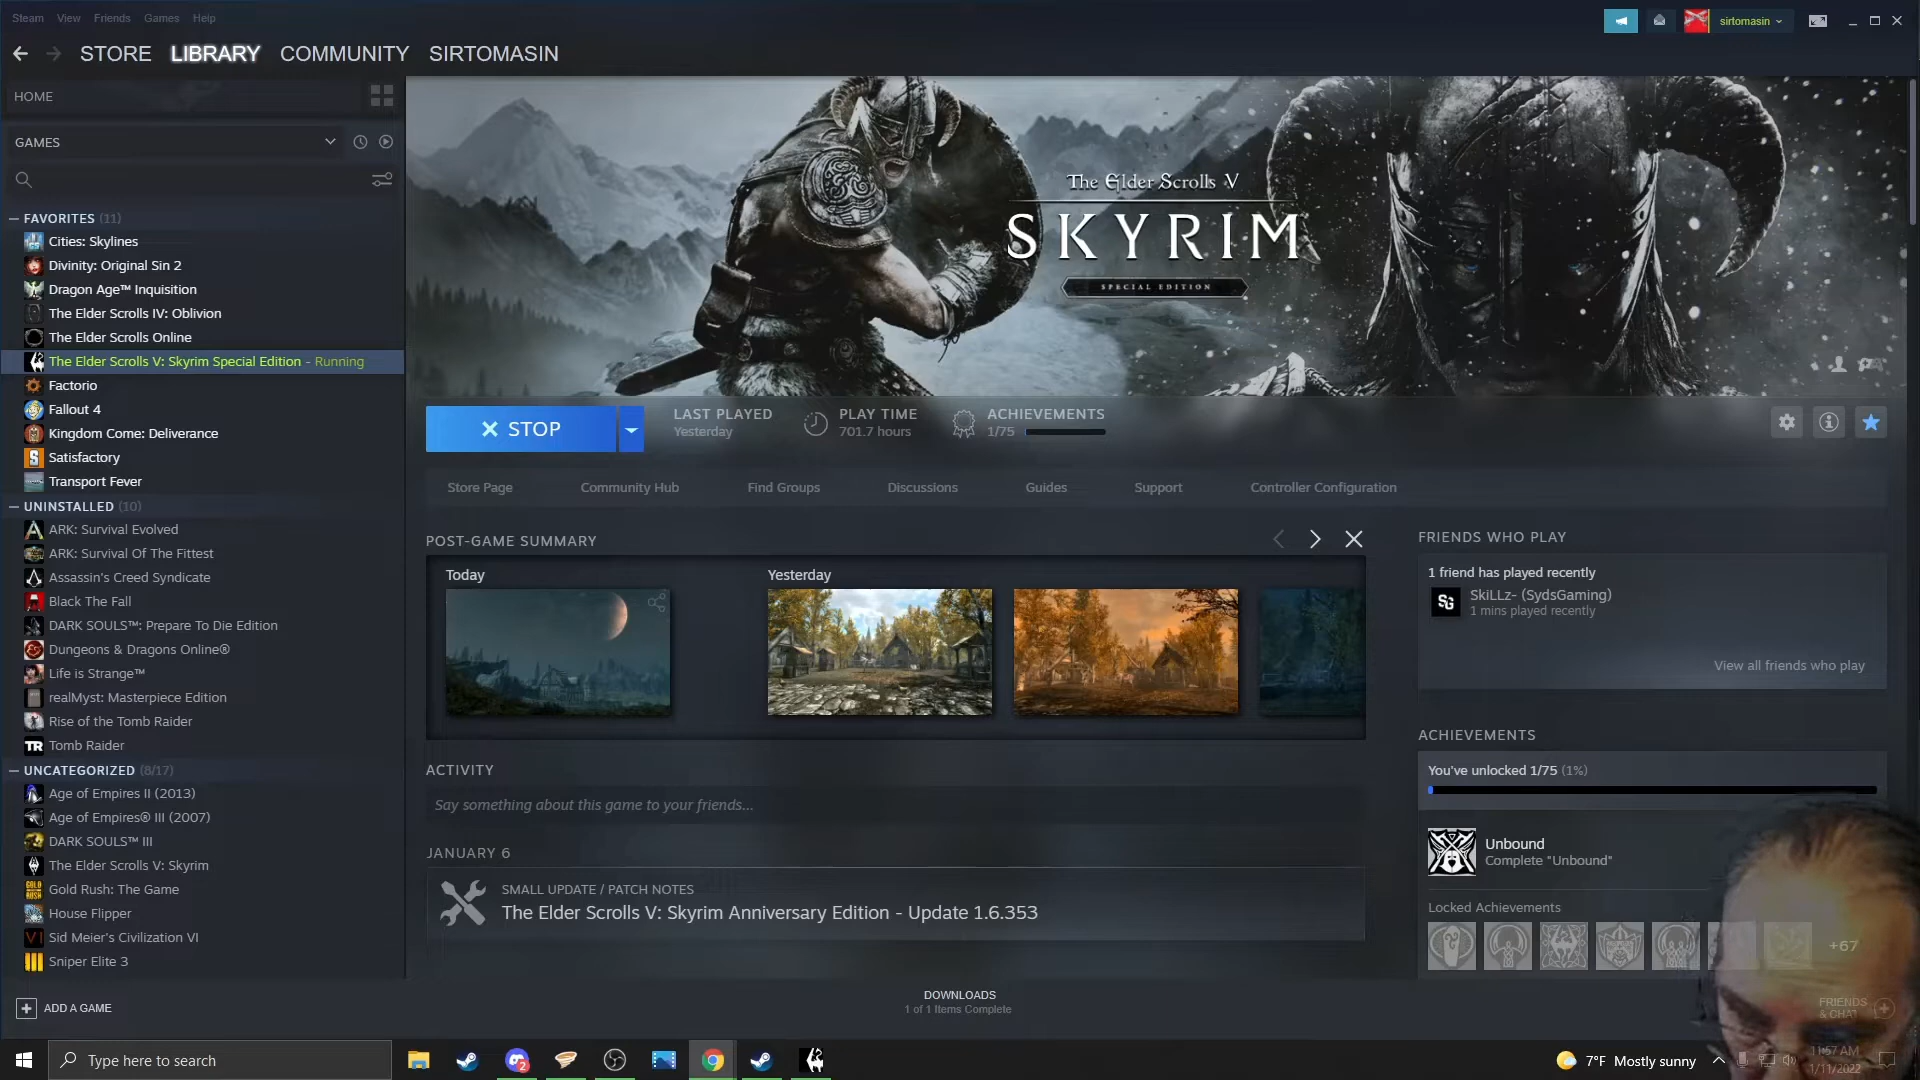 Steam View Friends Games Help
sirtomasin
STORE LIBRARY COMMUNITY SIRTOMASIN
HOME
GAMES
FAVORITES (11)
Cities: Skylines
Divinity: Original Sin 2
Dragon Age™ Inquisition
The Elder Scrolls IV: Oblivion
The Elder Scrolls Online
The Elder Scrolls V: Skyrim Special Edition - Running
Factorio
Fallout 4
Kingdom Come: Deliverance
Satisfactory
Transport Fever
UNINSTALLED (10)
ARK: Survival Evolved
ARK: Survival Of The Fittest
Assassin's Creed Syndicate
Black The Fall
DARK SOULS™: Prepare To Die Edition
Dungeons & Dragons Online®
Life is Strange™
realMyst: Masterpiece Edition
Rise of the Tomb Raider
TR Tomb Raider
UNCATEGORIZED (8/17)
Age of Empires II (2013)
Age of Empires® III (2007)
DARK SOULS™ III
The Elder Scrolls V: Skyrim
Gold Rush: The Game
House Flipper
Sid Meier's Civilization VI
Sniper Elite 3
ADD A GAME
The Elder Scrolls V
SKYRIM
SPECIAL EDITION
STOP
LAST PLAYED
Yesterday
PLAY TIME
701.7 hours
ACHIEVEMENTS
1/75
Store Page Community Hub Find Groups Discussions Guides Support Controller Configuration
POST-GAME SUMMARY
Today Yesterday
ACTIVITY
Say something about this game to your friends...
JANUARY 6
SMALL UPDATE / PATCH NOTES
The Elder Scrolls V: Skyrim Anniversary Edition - Update 1.6.353
FRIENDS WHO PLAY
1 friend has played recently
SG
SkiLLz- (SydsGaming)
1 mins played recently
View all friends who play
ACHIEVEMENTS
You've unlocked 1/75 (1%)
Unbound
Complete "Unbound"
Locked Achievements
+67
DOWNLOADS
1 of 1 Items Complete
FRIENDS
& CHAT
Type here to search
2
7°F Mostly sunny
11:57 AM
1/11/2022